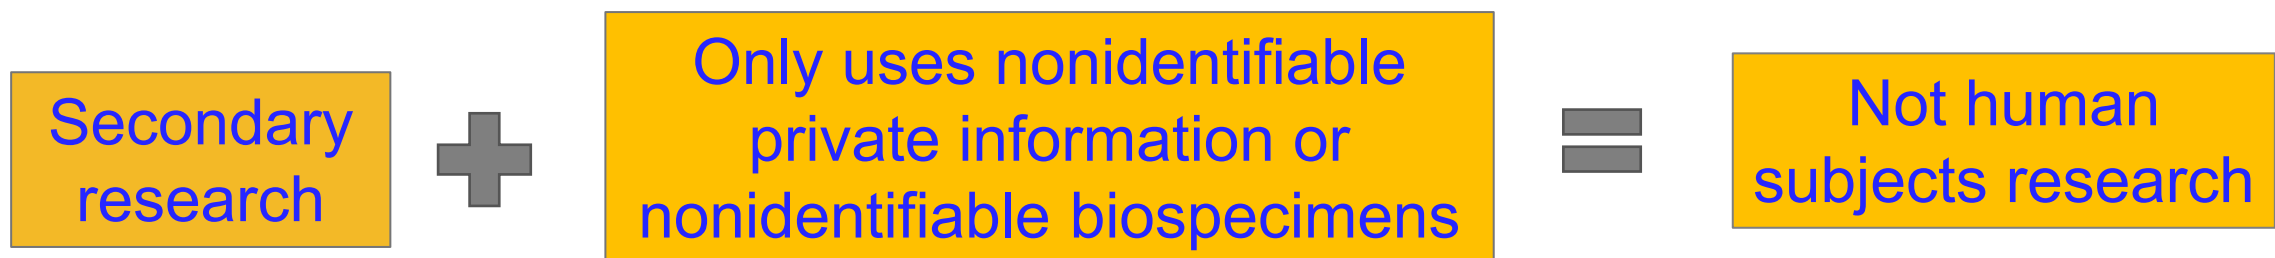 Secondary
research
Only uses nonidentifiable
private information or
nonidentifiable biospecimens
Not human
subjects research